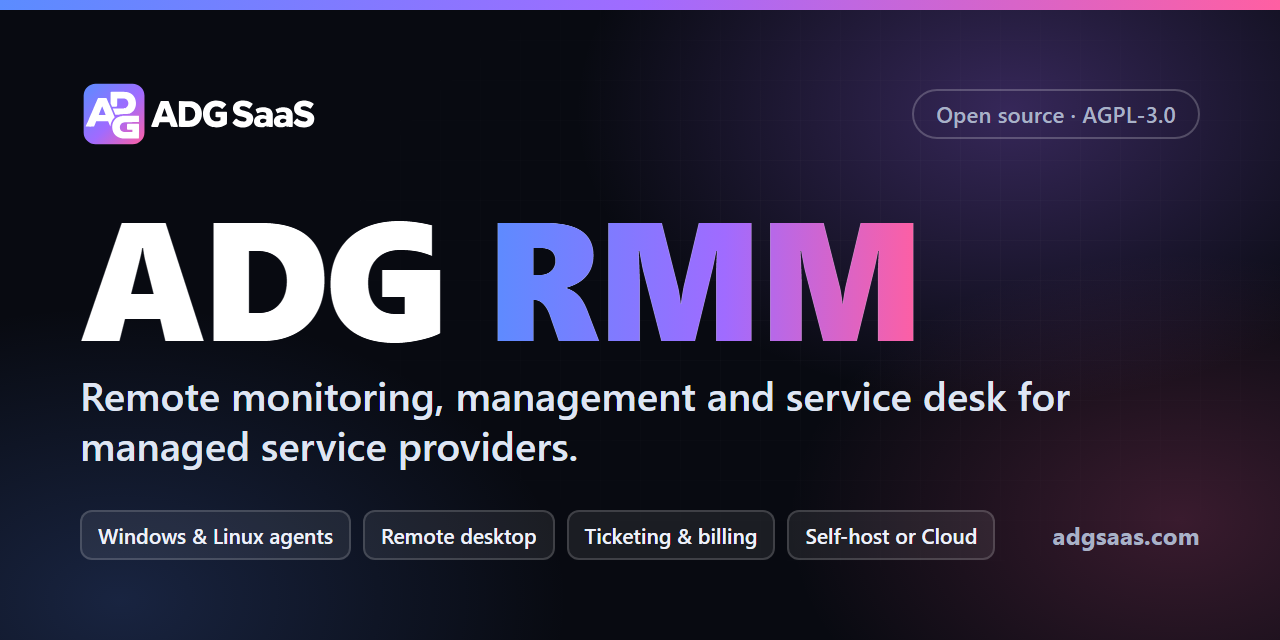 ADG
ADG SaaS
Open source · AGPL-3.0
ADG RMM
Remote monitoring, management and service desk for
managed service providers.
Windows & Linux agents
Remote desktop
Ticketing & billing
Self-host or Cloud
adgsaas.com